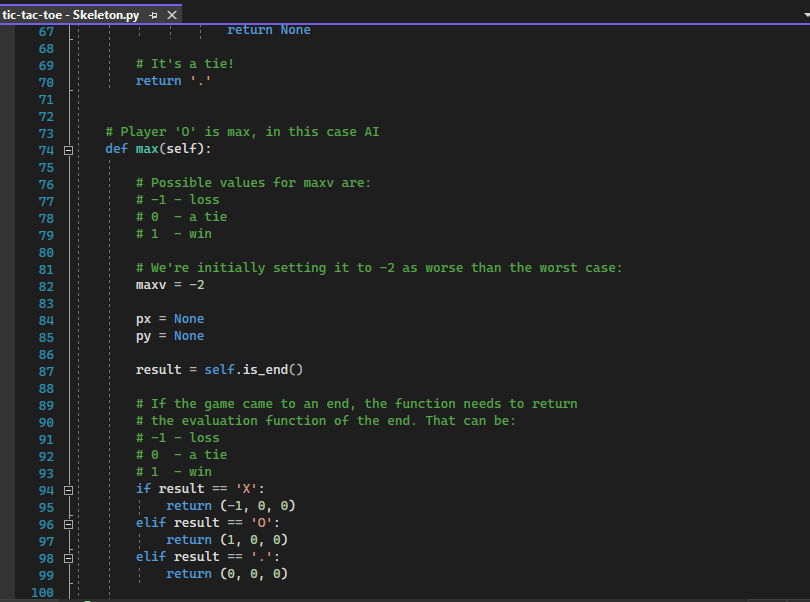 tic-tac-toe - Skeleton.py
67 return None
68
69 # It's a tie!
70 return '.'
71
72
73 # Player 'O' is max, in this case AI
74 def max(self):
75
76 # Possible values for maxv are:
77 # -1 - loss
78 # 0  - a tie
79 # 1  - win
80
81 # We're initially setting it to -2 as worse than the worst case:
82 maxv = -2
83
84 px = None
85 py = None
86
87 result = self.is_end()
88
89 # If the game came to an end, the function needs to return
90 # the evaluation function of the end. That can be:
91 # -1 - loss
92 # 0  - a tie
93 # 1  - win
94 if result == 'X':
95 return (-1, 0, 0)
96 elif result == 'O':
97 return (1, 0, 0)
98 elif result == '.':
99 return (0, 0, 0)
100